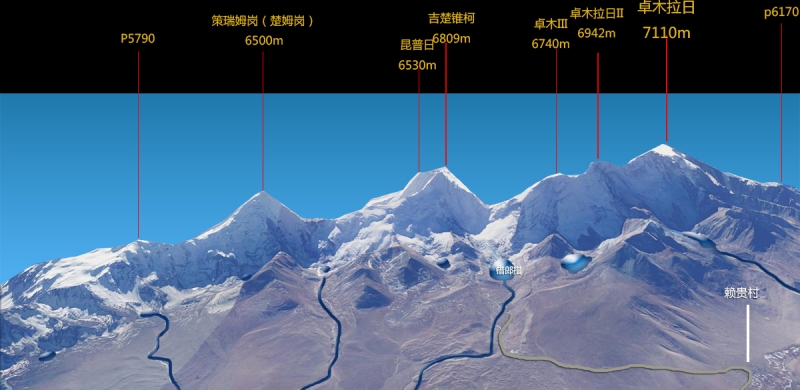 P5790
策瑞姆岗（楚姆岗）
6500m
昆普日
6530m
吉楚锥柯
6809m
卓木III
6740m
卓木拉日II
6942m
卓木拉日
7110m
p6170
赖贵村